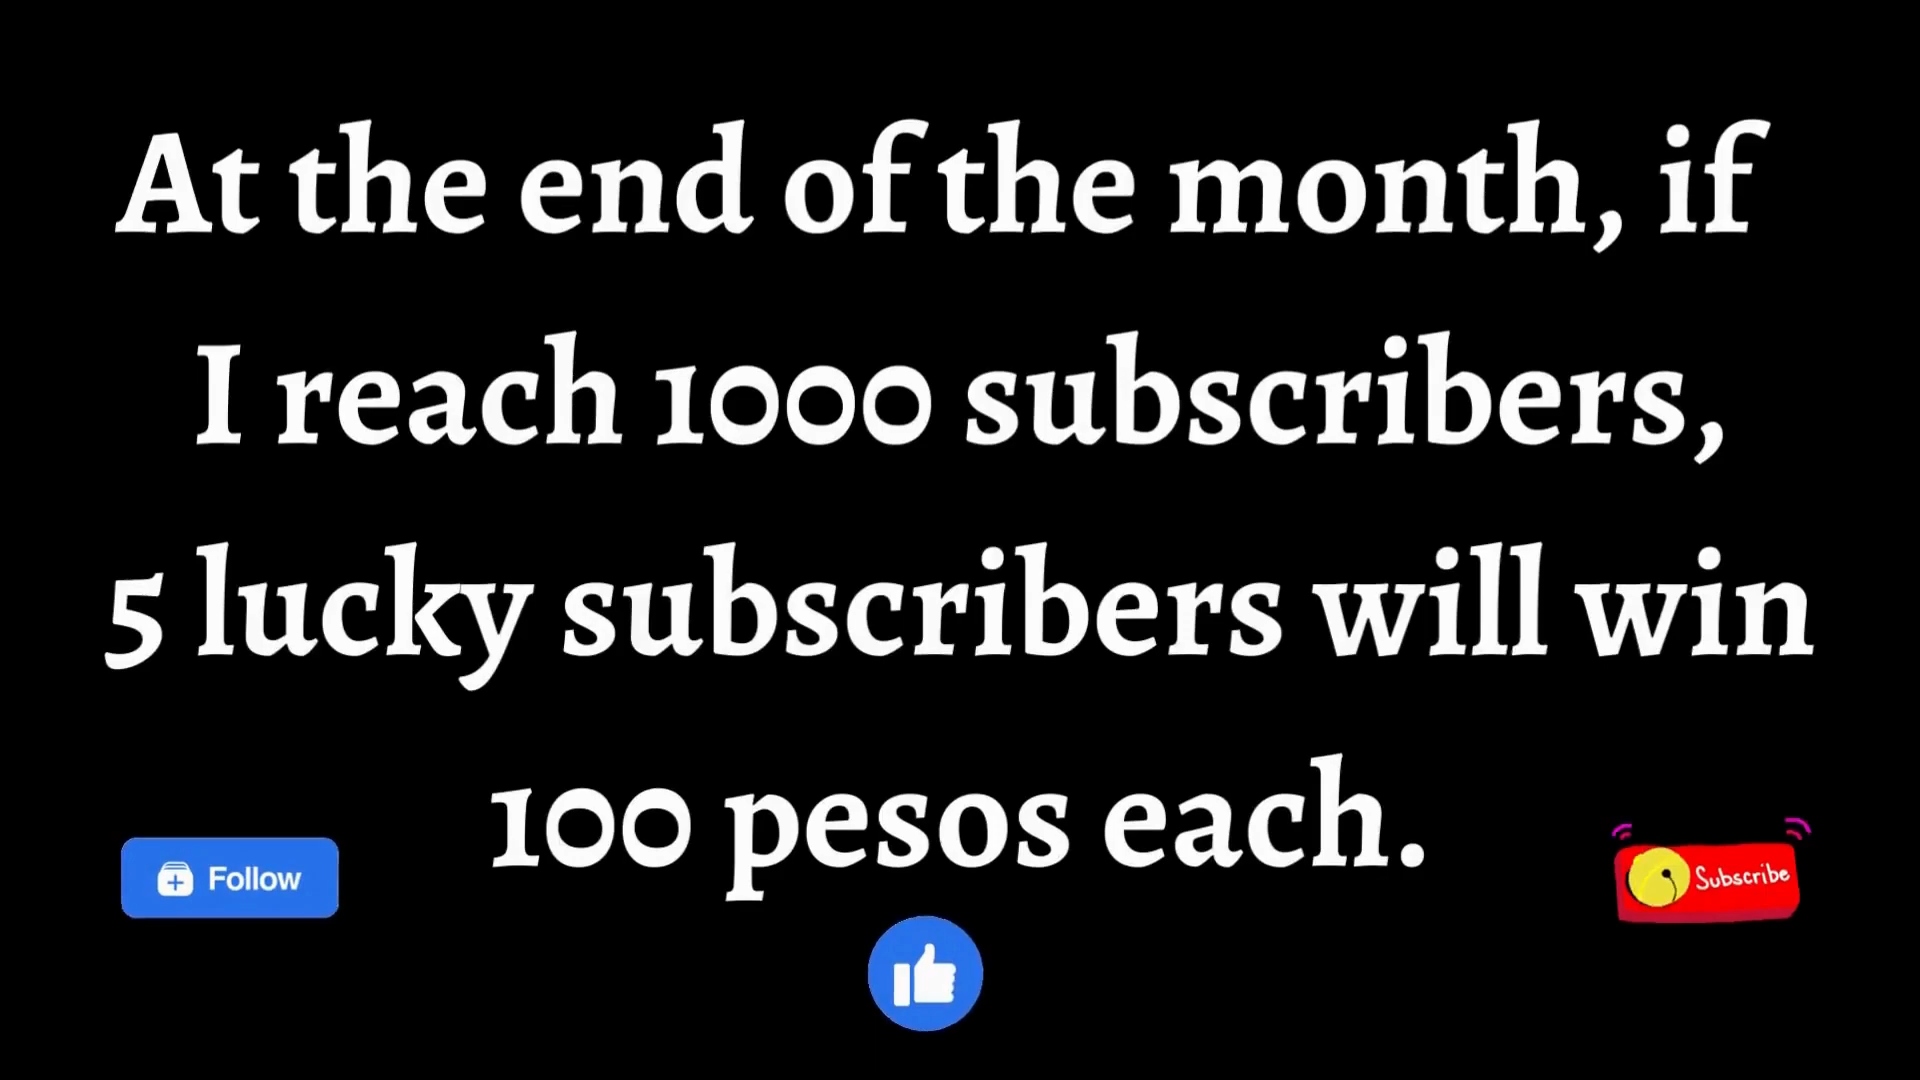 At the end of the month, if
I reach 1000 subscribers,
5 lucky subscribers will win
100 pesos each.
Follow
Subscribe